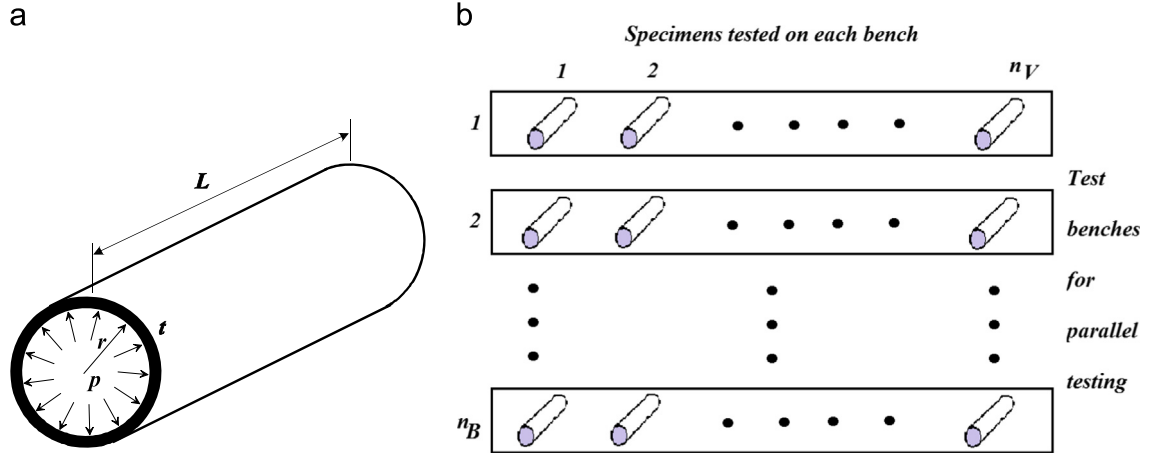 a
L
t
r
p
b
Specimens tested on each bench
1 2 nV
1
2
nB
Test
benches
for
parallel
testing